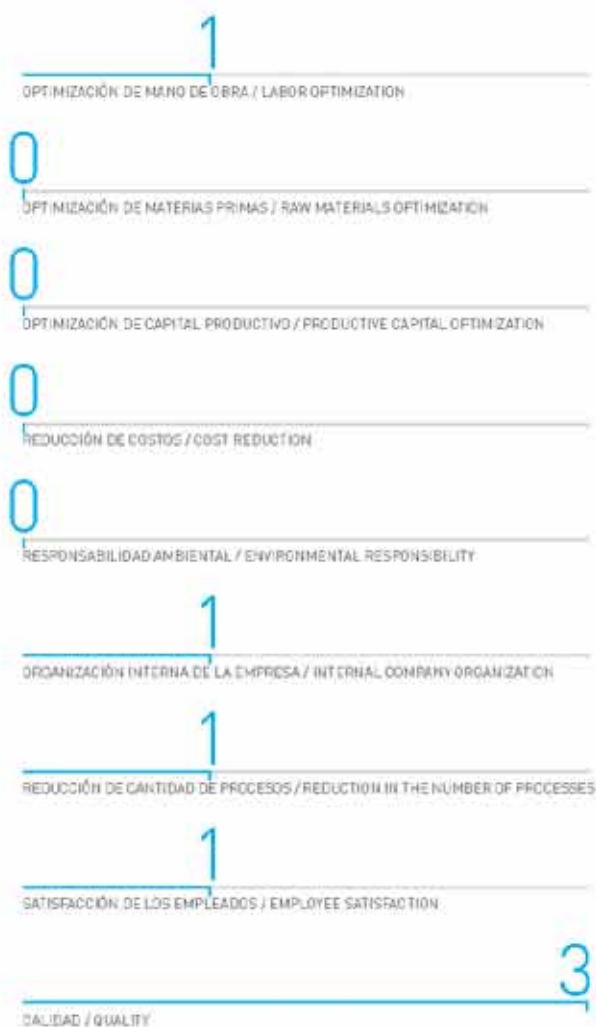 1
OPTIMIZACIÓN DE MANO DE OBRA / LABOR OPTIMIZATION
0
OPTIMIZACIÓN DE MATERIAS PRIMAS / RAW MATERIALS OPTIMIZATION
0
OPTIMIZACIÓN DE CAPITAL PRODUCTIVO / PRODUCTIVE CAPITAL OPTIMIZATION
0
REDUCCIÓN DE COSTOS / COST REDUCTION
0
RESPONSABILIDAD AMBIENTAL / ENVIRONMENTAL RESPONSIBILITY
1
ORGANIZACIÓN INTERNA DE LA EMPRESA / INTERNAL COMPANY ORGANIZATION
1
REDUCCIÓN DE CANTIDAD DE PROCESOS / REDUCTION IN THE NUMBER OF PROCESSES
1
SATISFACCIÓN DE LOS EMPLEADOS / EMPLOYEE SATISFACTION
3
CALIDAD / QUALITY